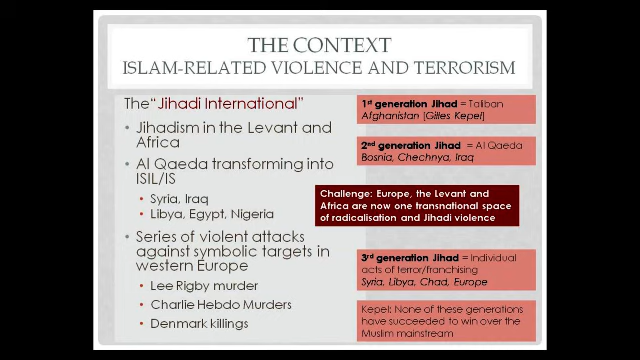 THE CONTEXT
ISLAM-RELATED VIOLENCE AND TERRORISM
The "Jihadi International"
• Jihadism in the Levant and
Africa
• Al Qaeda transforming into
ISIL/IS
• Syria, Iraq
• Libya, Egypt, Nigeria
• Series of violent attacks
against symbolic targets in
western Europe
• Lee Rigby murder
• Charlie Hebdo Murders
• Denmark killings
1st generation Jihad = Taliban
Afghanistan [Gilles Kepel]
2nd generation Jihad = Al Qaeda
Bosnia, Chechnya, Iraq
Challenge: Europe, the Levant and
Africa are now one transnational space
of radicalisation and Jihadi violence
3rd generation Jihad = Individual
acts of terror/franchising
Syria, Libya, Chad, Europe
Kepel: None of these generations
have succeeded to win over the
Muslim mainstream